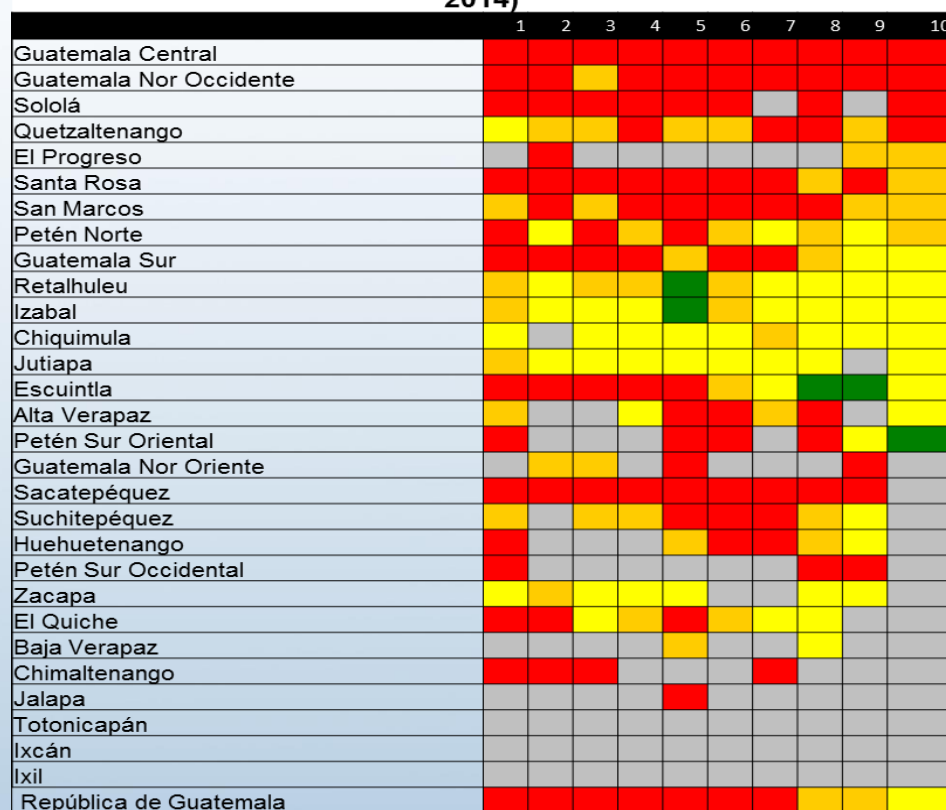 2014)
1 2 3 4 5 6 7 8 9 10
Guatemala Central
Guatemala Nor Occidente
Sololá
Quetzaltenango
El Progreso
Santa Rosa
San Marcos
Petén Norte
Guatemala Sur
Retalhuleu
Izabal
Chiquimula
Jutiapa
Escuintla
Alta Verapaz
Petén Sur Oriental
Guatemala Nor Oriente
Sacatepéquez
Suchitepéquez
Huehuetenango
Petén Sur Occidental
Zacapa
El Quiche
Baja Verapaz
Chimaltenango
Jalapa
Totonicapán
Ixcán
Ixil
República de Guatemala